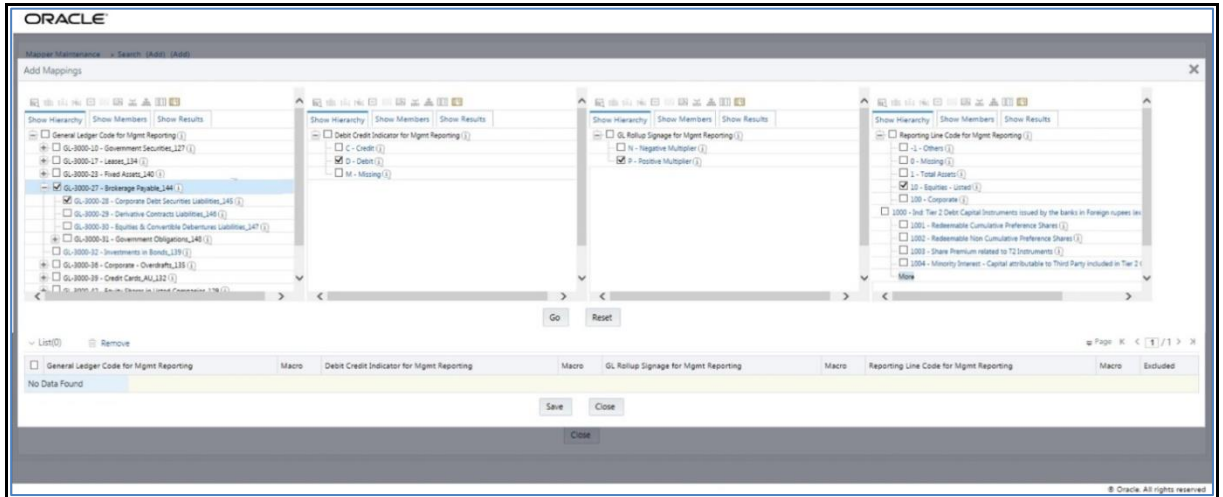 ORACLE
Mapper Maintenance » Search (Add) (Add)
Add Mappings
Show Hierarchy Show Members Show Results
General Ledger Code for Mgmt Reporting
GL-3000-10 - Government Securities_127
GL-3000-17 - Leases_134
GL-3000-23 - Fixed Assets_140
GL-3000-27 - Brokerage Payable_144
GL-3000-28 - Corporate Debt Securities Liabilities_145
GL-3000-29 - Derivative Contracts Liabilities_146
GL-3000-30 - Equities & Convertible Debentures Liabilities_147
GL-3000-31 - Government Obligations_148
GL-3000-32 - Investments in Bonds_139
GL-3000-36 - Corporate - Overdrafts_135
GL-3000-39 - Credit Cards_AU_132
GL-3000-47 - Equity Shares in Listed Companies_128
Show Hierarchy Show Members Show Results
Debit Credit Indicator for Mgmt Reporting
C - Credit
D - Debit
M - Missing
Show Hierarchy Show Members Show Results
GL Rollup Signage for Mgmt Reporting
N - Negative Multiplier
P - Positive Multiplier
Show Hierarchy Show Members Show Results
Reporting Line Code for Mgmt Reporting
-1 - Others
0 - Missing
1 - Total Assets
10 - Equities - Listed
100 - Corporate
1000 - Ind: Tier 2 Debt Capital Instruments issued by the banks in Foreign rupees lev
1001 - Redeemable Cumulative Preference Shares
1002 - Redeemable Non Cumulative Preference Shares
1003 - Share Premium related to T2 Instruments
1004 - Minority Interest - Capital attributable to Third Party included in Tier 2
More
Go Reset
List(0) Remove Page 1 / 1
General Ledger Code for Mgmt Reporting Macro Debit Credit Indicator for Mgmt Reporting Macro GL Rollup Signage for Mgmt Reporting Macro Reporting Line Code for Mgmt Reporting Macro Excluded
No Data Found
Save Close
Close
© Oracle. All rights reserved